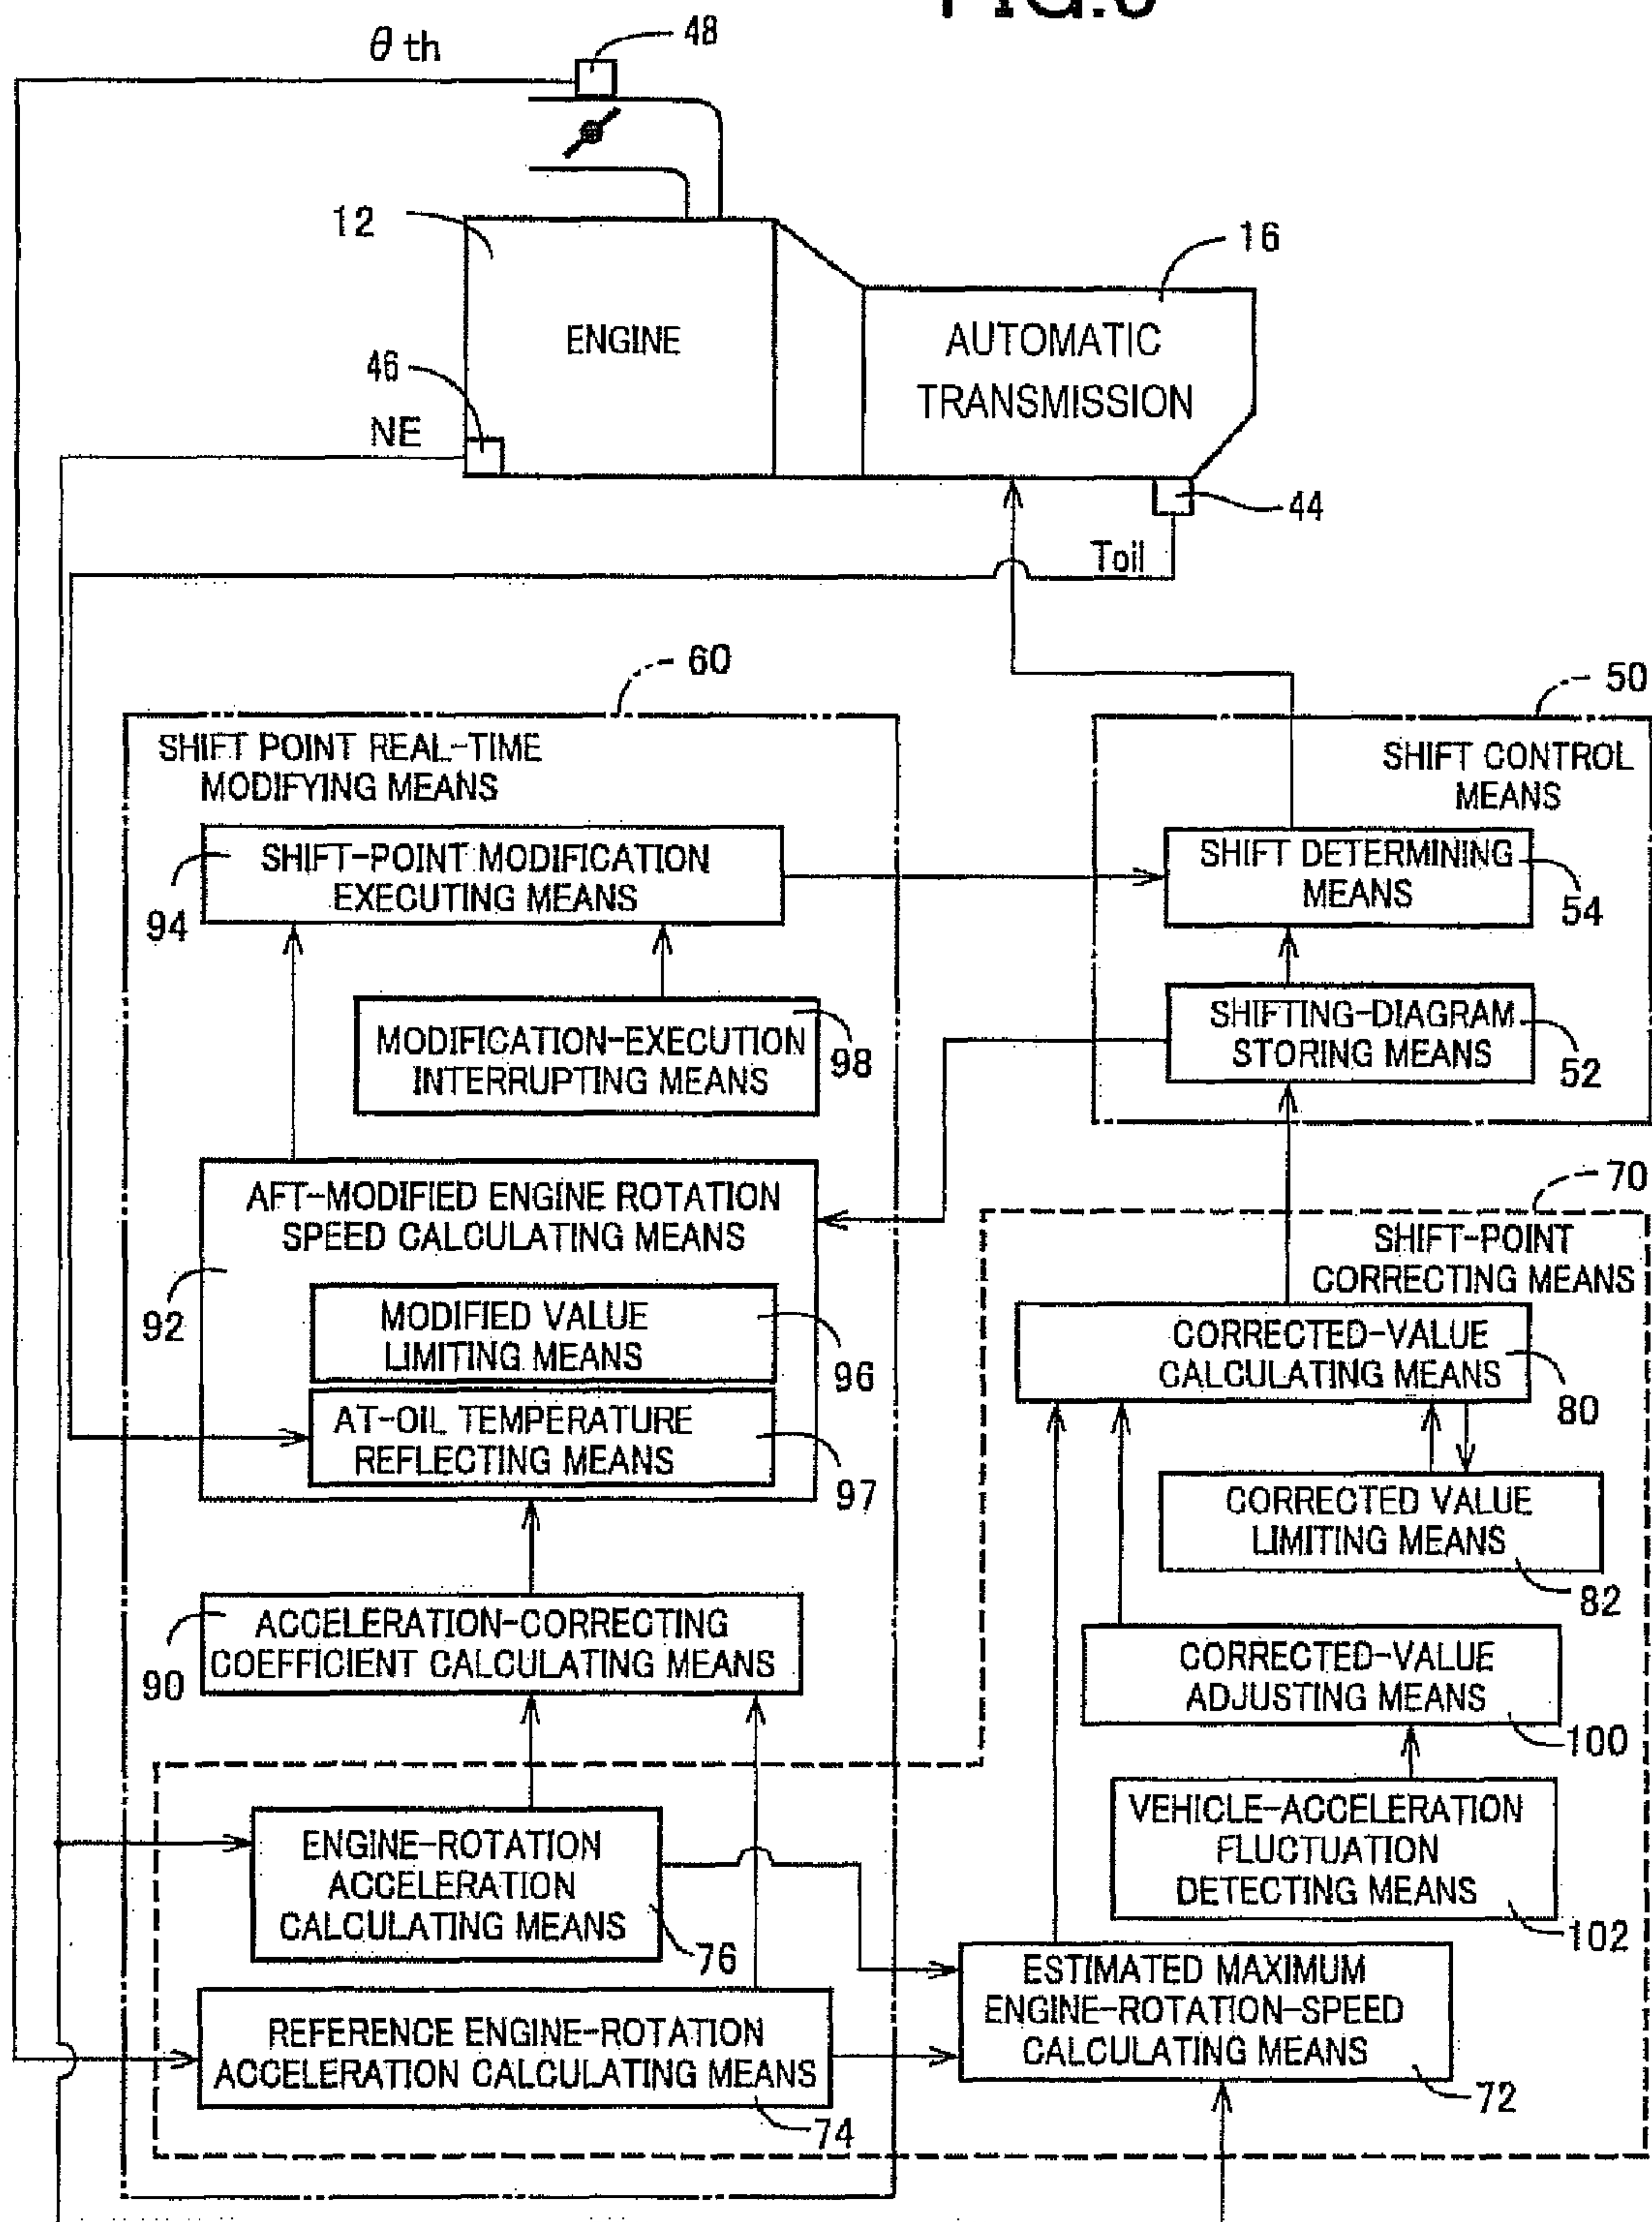 θ th
48
12
16
ENGINE
AUTOMATIC
TRANSMISSION
46
NE
44
Toil
60
50
SHIFT POINT REAL-TIME
MODIFYING MEANS
SHIFT CONTROL
MEANS
SHIFT-POINT MODIFICATION
EXECUTING MEANS
94
SHIFT DETERMINING
MEANS
54
MODIFICATION-EXECUTION
INTERRUPTING MEANS
98
SHIFTING-DIAGRAM
STORING MEANS
52
70
AFT-MODIFIED ENGINE ROTATION
SPEED CALCULATING MEANS
92
SHIFT-POINT
CORRECTING MEANS
MODIFIED VALUE
LIMITING MEANS
96
CORRECTED-VALUE
CALCULATING MEANS
80
AT-OIL TEMPERATURE
REFLECTING MEANS
97
CORRECTED VALUE
LIMITING MEANS
82
ACCELERATION-CORRECTING
COEFFICIENT CALCULATING MEANS
90
CORRECTED-VALUE
ADJUSTING MEANS
100
ENGINE-ROTATION
ACCELERATION
CALCULATING MEANS
76
VEHICLE-ACCELERATION
FLUCTUATION
DETECTING MEANS
102
REFERENCE ENGINE-ROTATION
ACCELERATION CALCULATING MEANS
74
ESTIMATED MAXIMUM
ENGINE-ROTATION-SPEED
CALCULATING MEANS
72